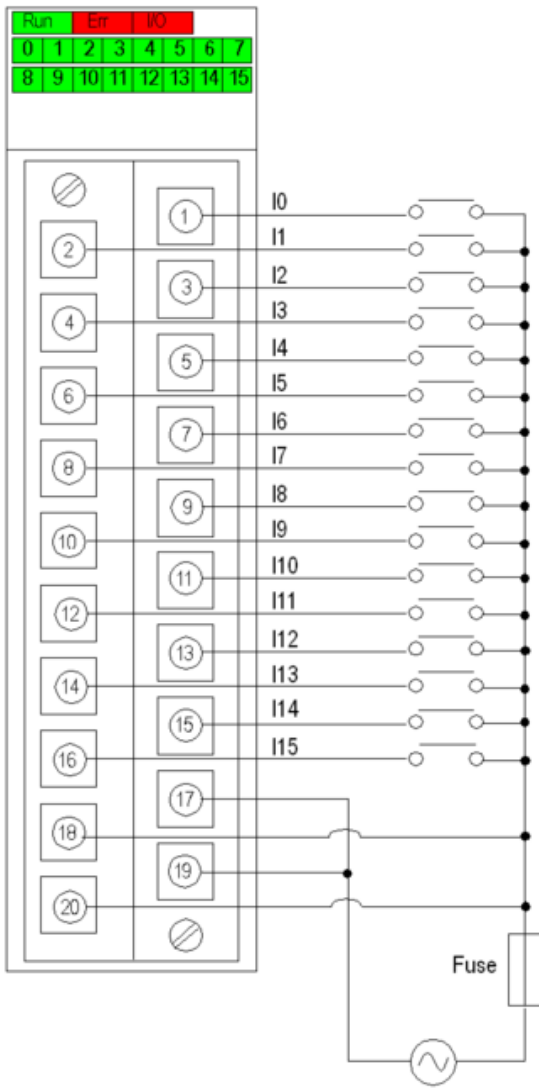 Run Err I/O
0 1 2 3 4 5 6 7
8 9 10 11 12 13 14 15
1 I0
2 I1
3 I2
4 I3
5 I4
6 I5
7 I6
8 I7
9 I8
10 I9
11 I10
12 I11
13 I12
14 I13
15 I14
16 I15
17
18
19
20
Fuse